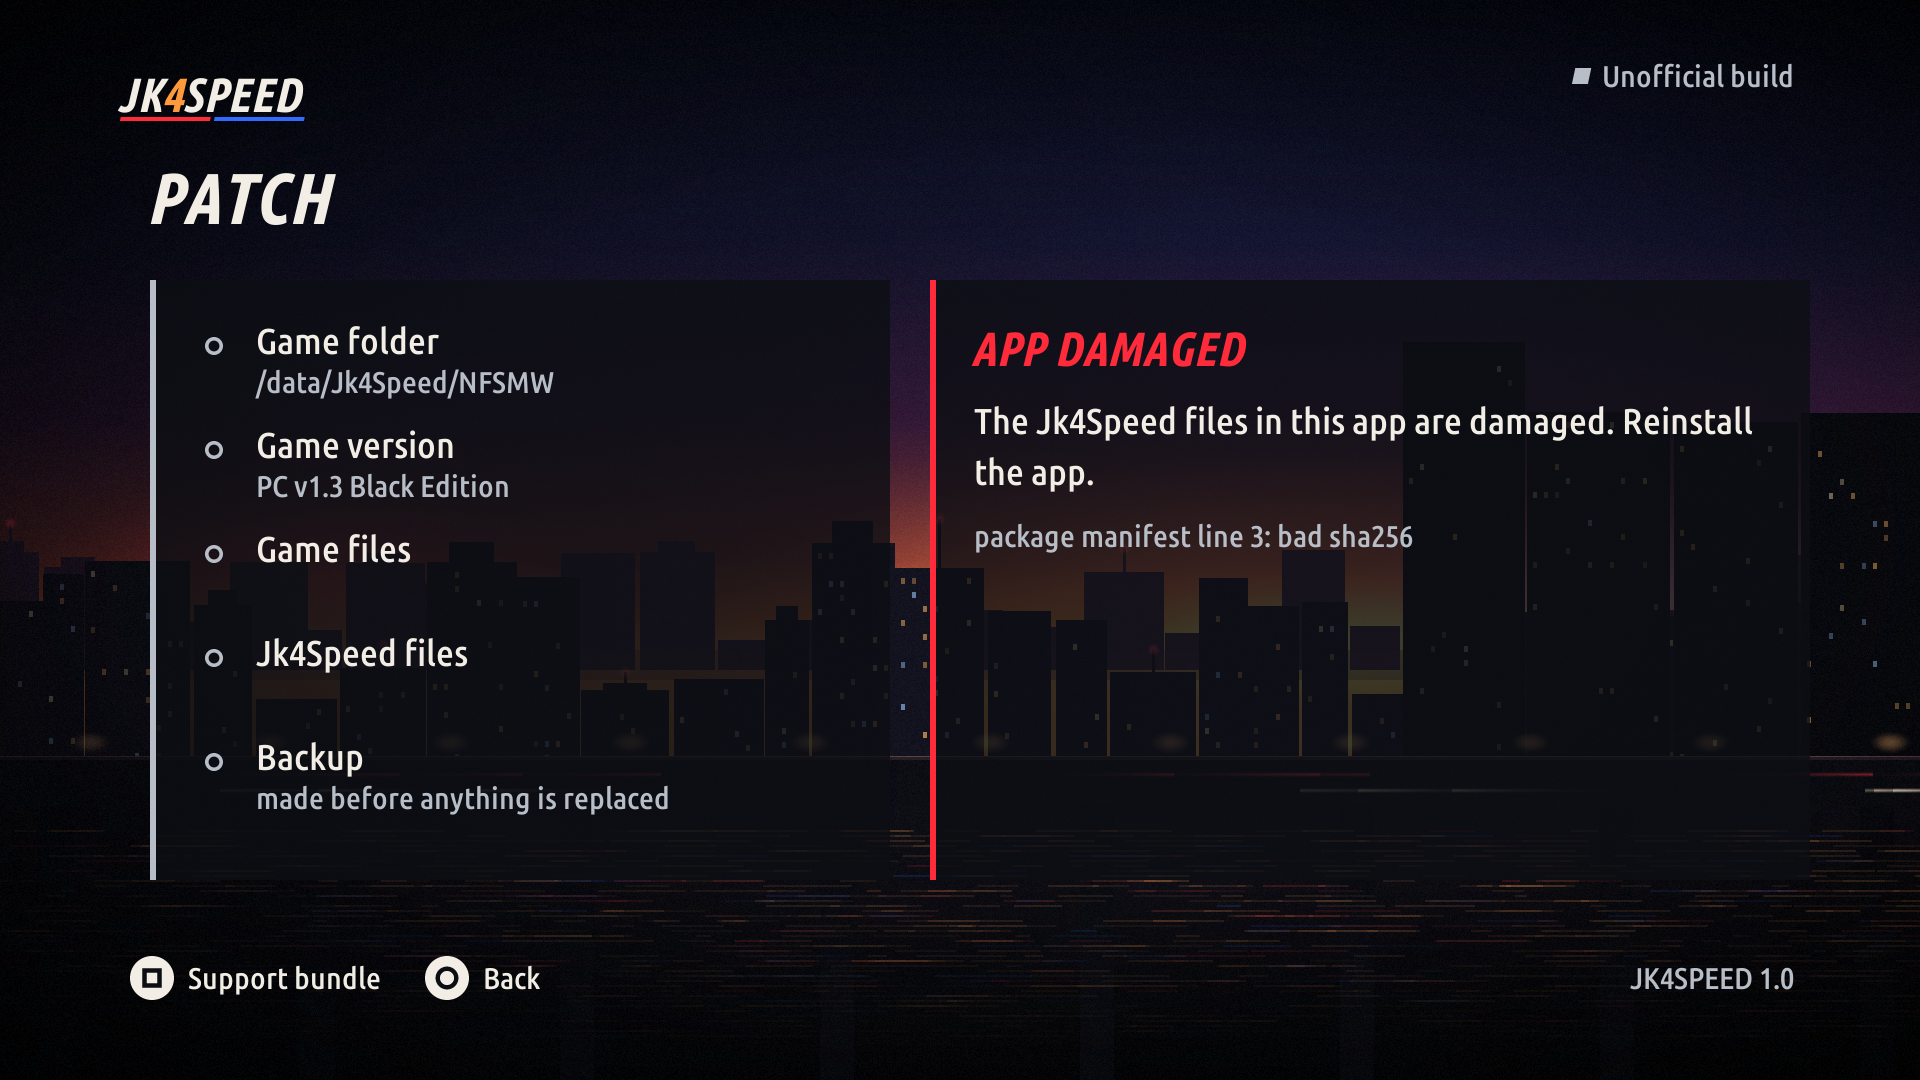 JK4SPEED
Unofficial build
PATCH
Game folder
/data/Jk4Speed/NFSMW
Game version
PC v1.3 Black Edition
Game files
Jk4Speed files
Backup
made before anything is replaced
APP DAMAGED
The Jk4Speed files in this app are damaged. Reinstall
the app.
package manifest line 3: bad sha256
Support bundle
Back
JK4SPEED 1.0